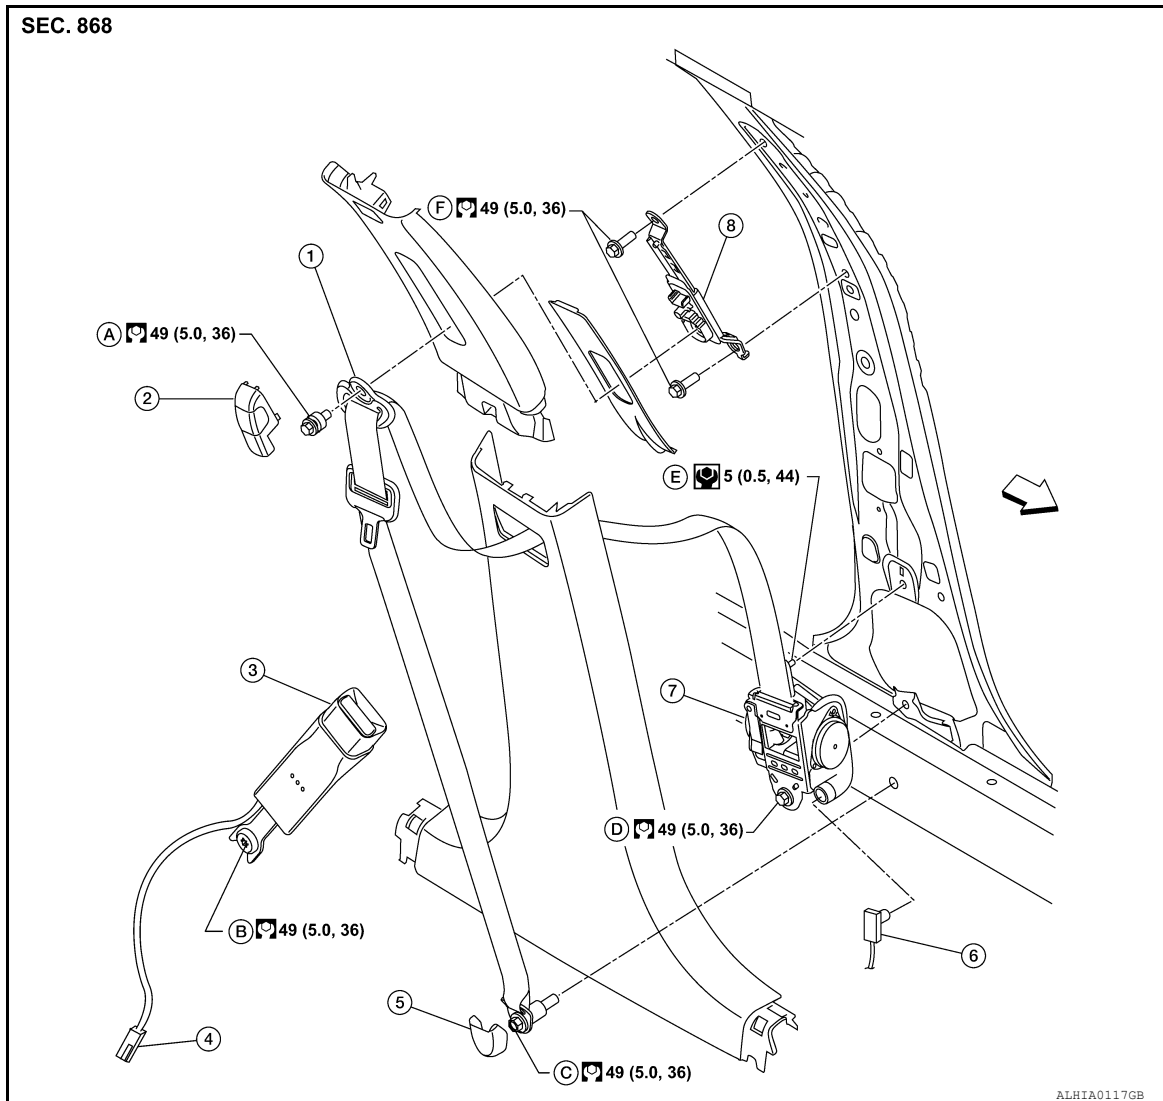 SEC. 868
F 49 (5.0, 36)
8
1
A 49 (5.0, 36)
2
E 5 (0.5, 44)
3
7
D 49 (5.0, 36)
B 49 (5.0, 36)
6
5
4
C 49 (5.0, 36)
ALHIA0117GB